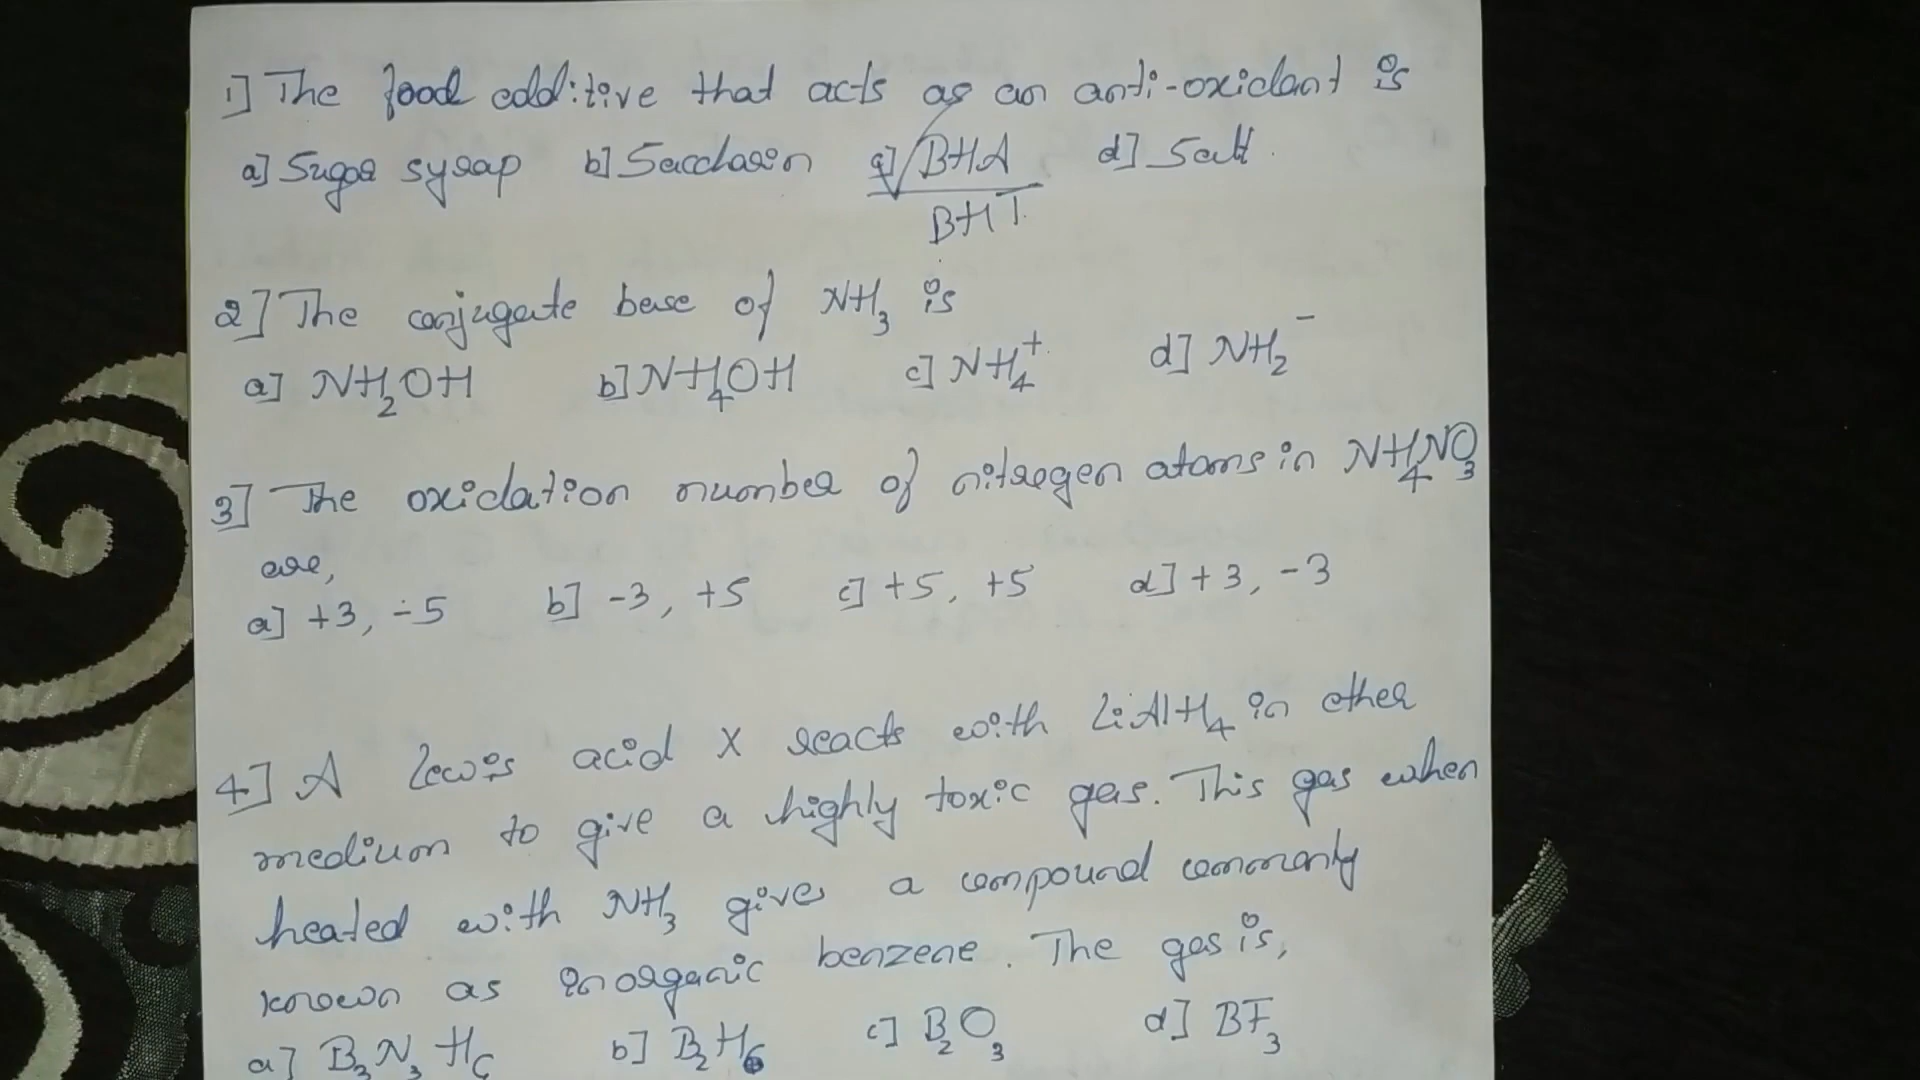 1] The food additive that acts as an anti-oxidant is
a] Sugar syrap b] Saccharin c] BHA d] Salt.
BHT.
2] The conjugate base of NH₃ is
a] NH₂OH b] NH₄OH c] NH₄⁺ d] NH₂⁻
3] The oxidation number of nitrogen atoms in NH₄NO₃
are,
a] +3, -5 b] -3, +5 c] +5, +5 d] +3, -3
4] A Lewis acid X reacts with LiAlH₄ in ether
medium to give a highly toxic gas. This gas when
heated with NH₃ gives a compound commonly
known as inorganic benzene. The gas is,
a] B₃N₃H₆ b] B₂H₆ c] B₂O₃ d] BF₃